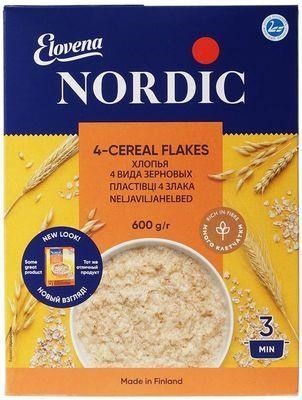 Elovena
NORDIC
4-CEREAL FLAKES
ХЛОПЬЯ
4 ВИДА ЗЕРНОВЫХ
ПЛАСТІВЦІ 4 ЗЛАКА
NELJAVILJAHELBED
600 g/г
RICH IN FIBRE
МНОГО КЛЕТЧАТКИ
NEW LOOK!
Same great product
Тот же отличный продукт
НОВЫЙ ВЗГЛЯД!
3
MIN
Made in Finland